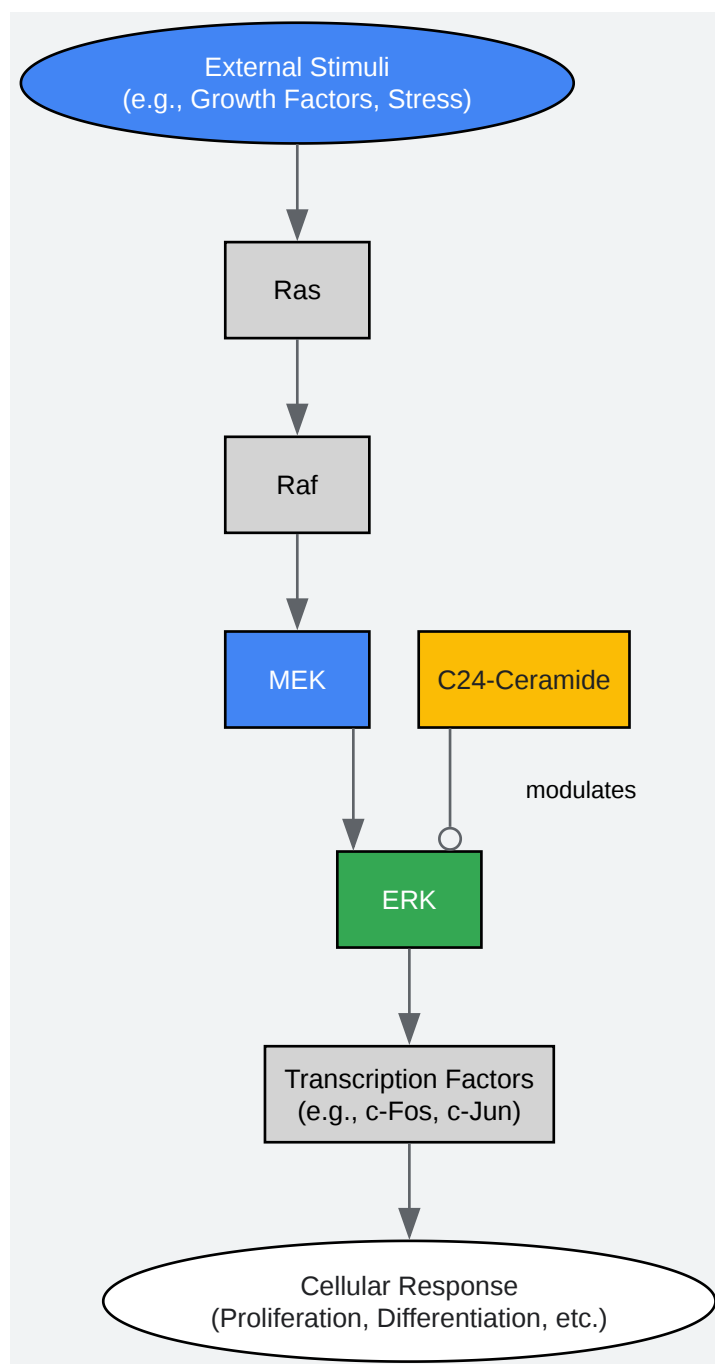 External Stimuli
(e.g., Growth Factors, Stress)
Ras
Raf
MEK
C24-Ceramide
modulates
ERK
Transcription Factors
(e.g., c-Fos, c-Jun)
Cellular Response
(Proliferation, Differentiation, etc.)